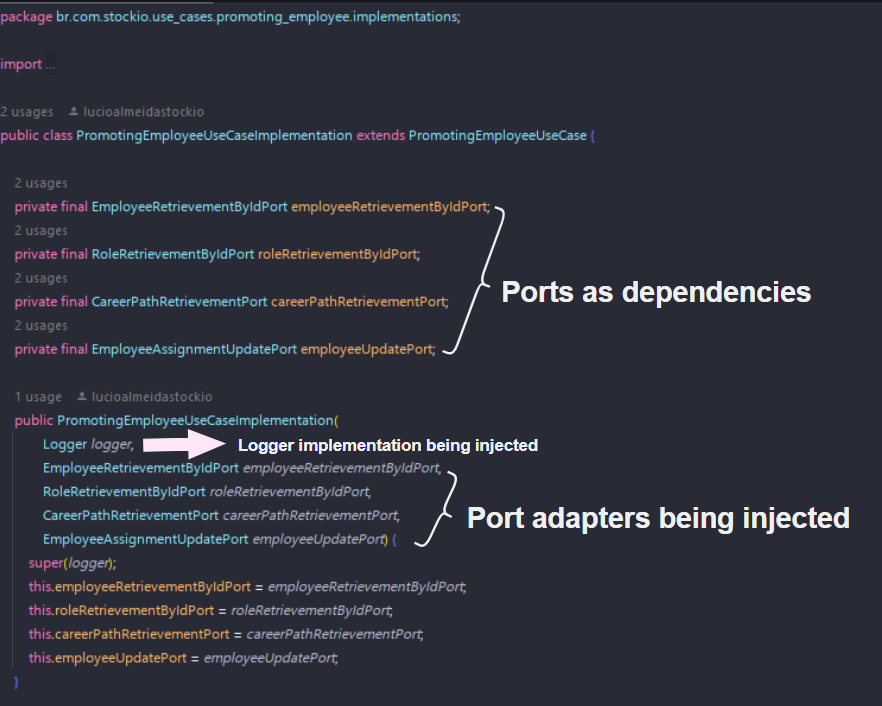 package br.com.stockio.use_cases.promoting_employee.implementations;
import ...
2 usages lucioalmeidastockio
public class PromotingEmployeeUseCaseImplementation extends PromotingEmployeeUseCase {
2 usages
private final EmployeeRetrievementByIdPort employeeRetrievementByIdPort;
2 usages
private final RoleRetrievementByIdPort roleRetrievementByIdPort;
2 usages
Ports as dependencies
private final CareerPathRetrievementPort careerPathRetrievementPort;
2 usages
private final EmployeeAssignmentUpdatePort employeeUpdatePort;
1 usage lucioalmeidastockio
public PromotingEmployeeUseCaseImplementation(
Logger logger, Logger implementation being injected
EmployeeRetrievementByIdPort employeeRetrievementByIdPort,
RoleRetrievementByIdPort roleRetrievementByIdPort,
CareerPathRetrievementPort careerPathRetrievementPort,
Port adapters being injected
EmployeeAssignmentUpdatePort employeeUpdatePort) {
super(logger);
this.employeeRetrievementByIdPort = employeeRetrievementByIdPort;
this.roleRetrievementByIdPort = roleRetrievementByIdPort;
this.careerPathRetrievementPort = careerPathRetrievementPort;
this.employeeUpdatePort = employeeUpdatePort;
}